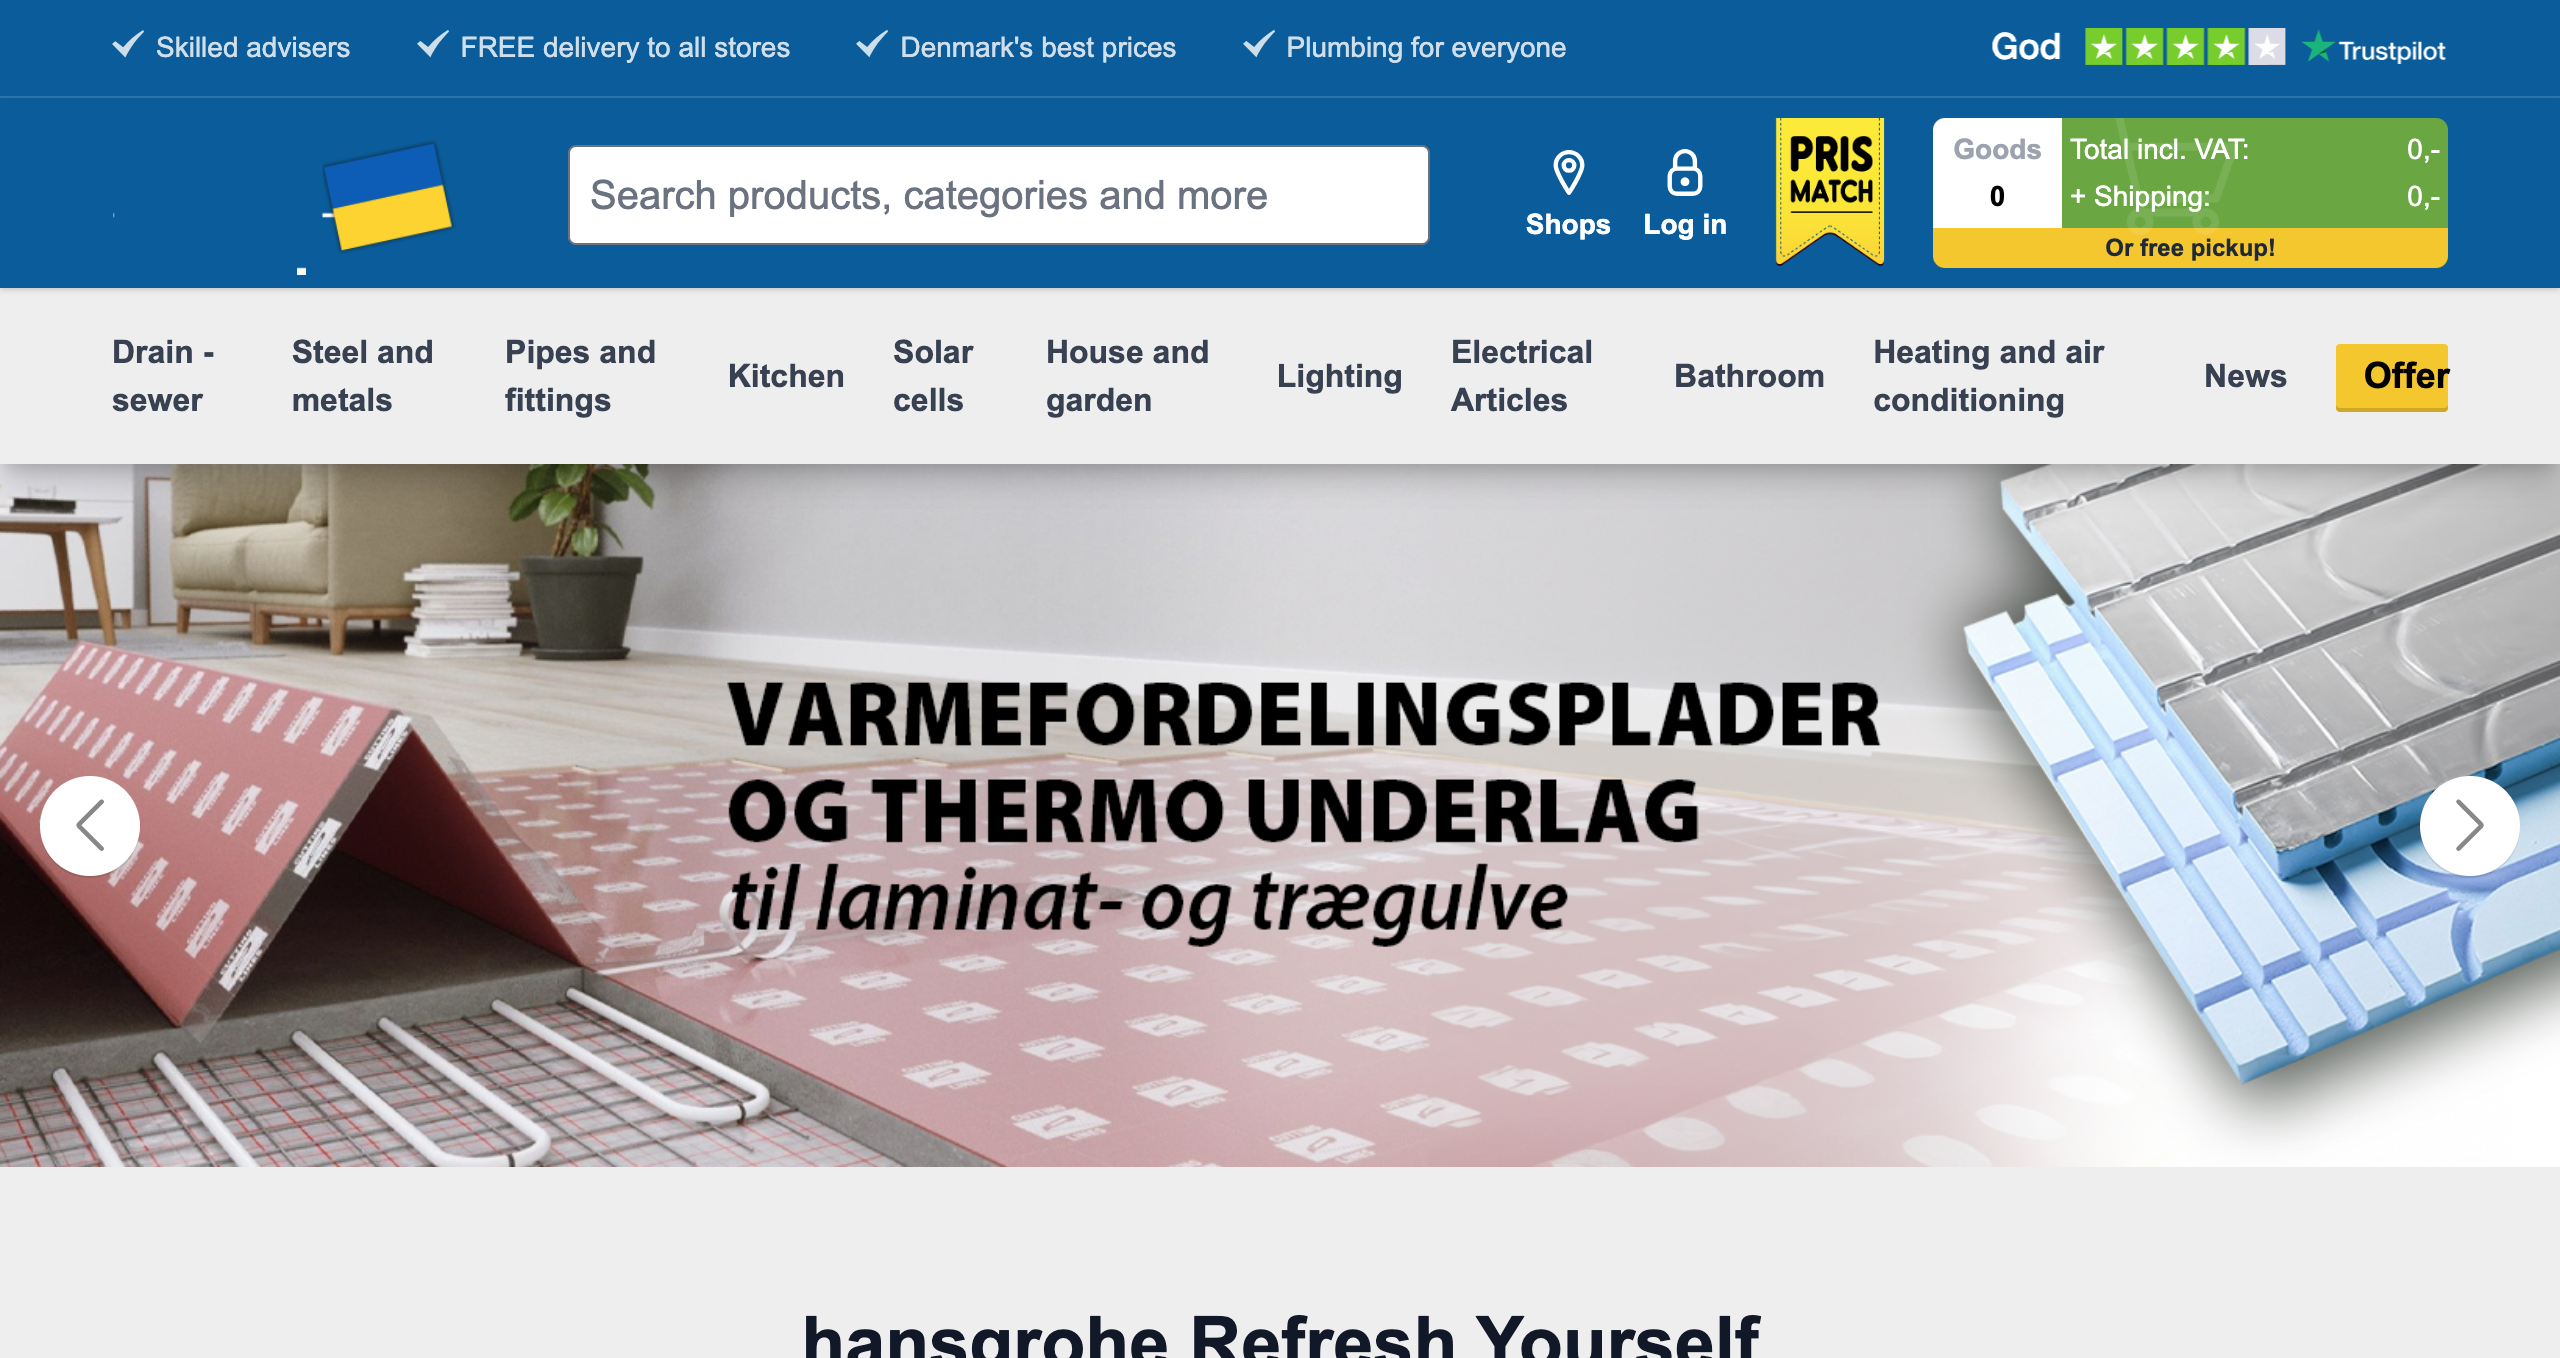 Skilled advisers
FREE delivery to all stores
Denmark's best prices
Plumbing for everyone
God
Trustpilot
Search products, categories and more
Shops
Log in
PRIS
MATCH
Goods
0
Total incl. VAT: 0,-
+ Shipping: 0,-
Or free pickup!
Drain -
sewer
Steel and
metals
Pipes and
fittings
Kitchen
Solar
cells
House and
garden
Lighting
Electrical
Articles
Bathroom
Heating and air
conditioning
News
Offer
VARMEFORDELINGSPLADER
OG THERMO UNDERLAG
til laminat- og trægulve
CUTTING
LINES
hansgrohe Refresh Yourself